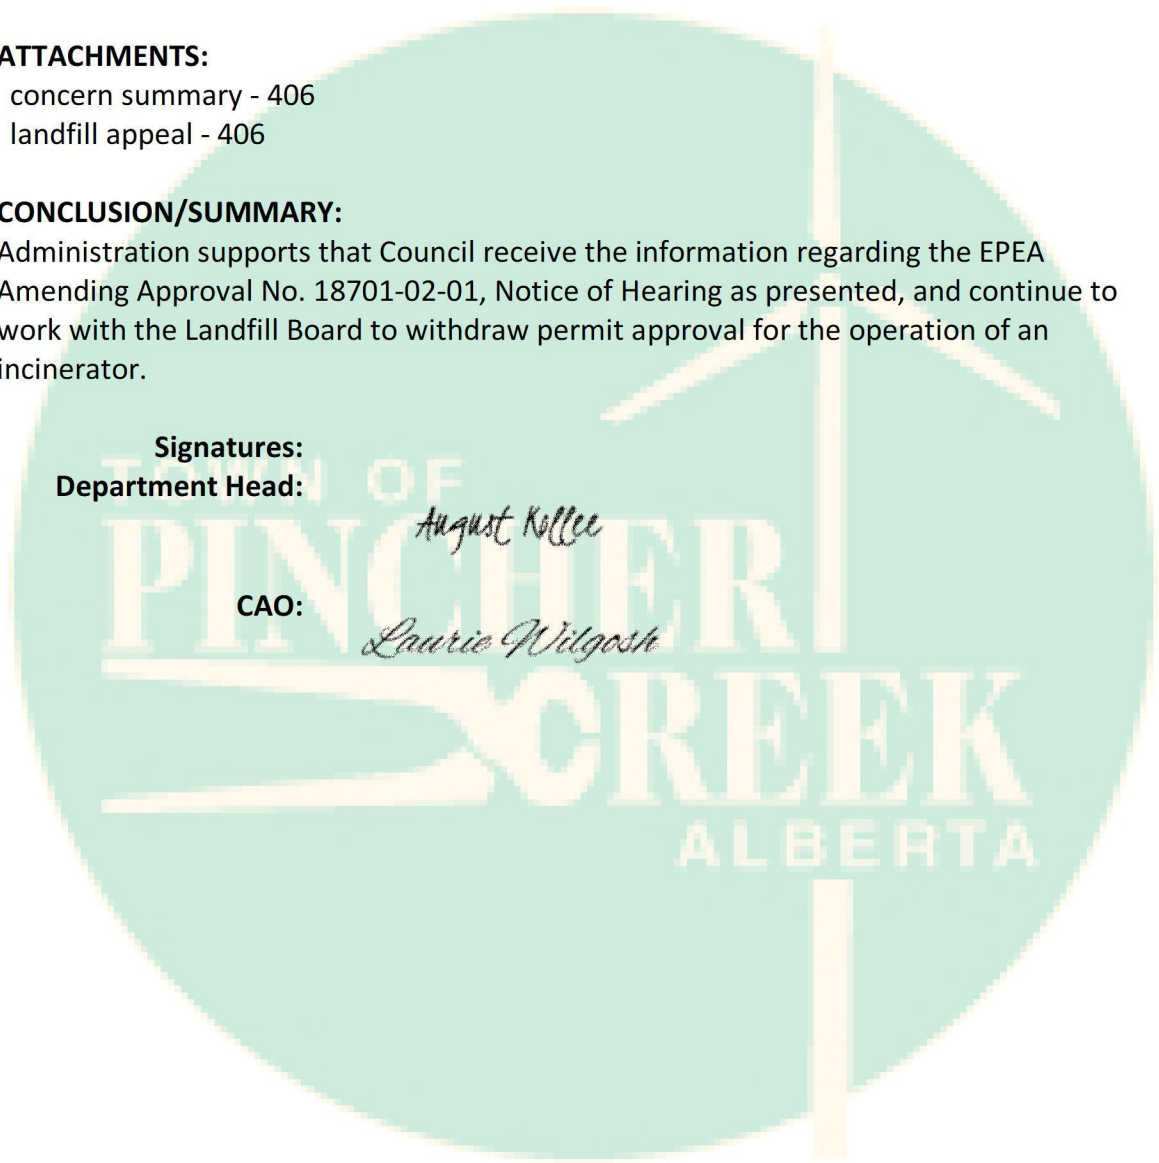 ATTACHMENTS:
concern summary - 406
landfill appeal - 406
CONCLUSION/SUMMARY:
Administration supports that Council receive the information regarding the EPEA
Amending Approval No. 18701-02-01, Notice of Hearing as presented, and continue to
work with the Landfill Board to withdraw permit approval for the operation of an
incinerator.
Signatures:
Department Head:
August Kollee
CAO:
Laurie Wilgosh
TOWN OF
PINCHER
CREEK
ALBERTA